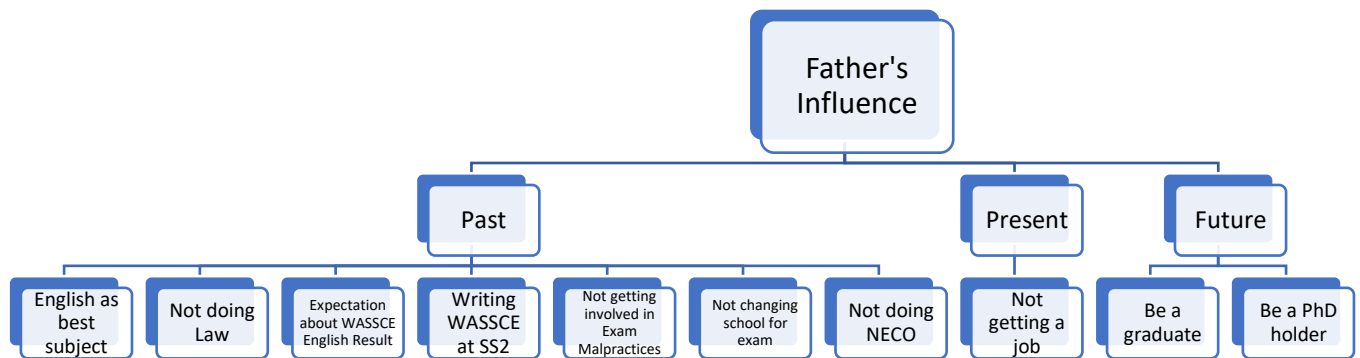 Father's
Influence
Past
Present
Future
English as
best
subject
Not doing
Law
Expectation
about WASSCE
English Result
Writing
WASSCE
at SS2
Not getting
involved in
Exam
Malpractices
Not changing
school for
exam
Not doing
NECO
Not
getting a
job
Be a
graduate
Be a PhD
holder